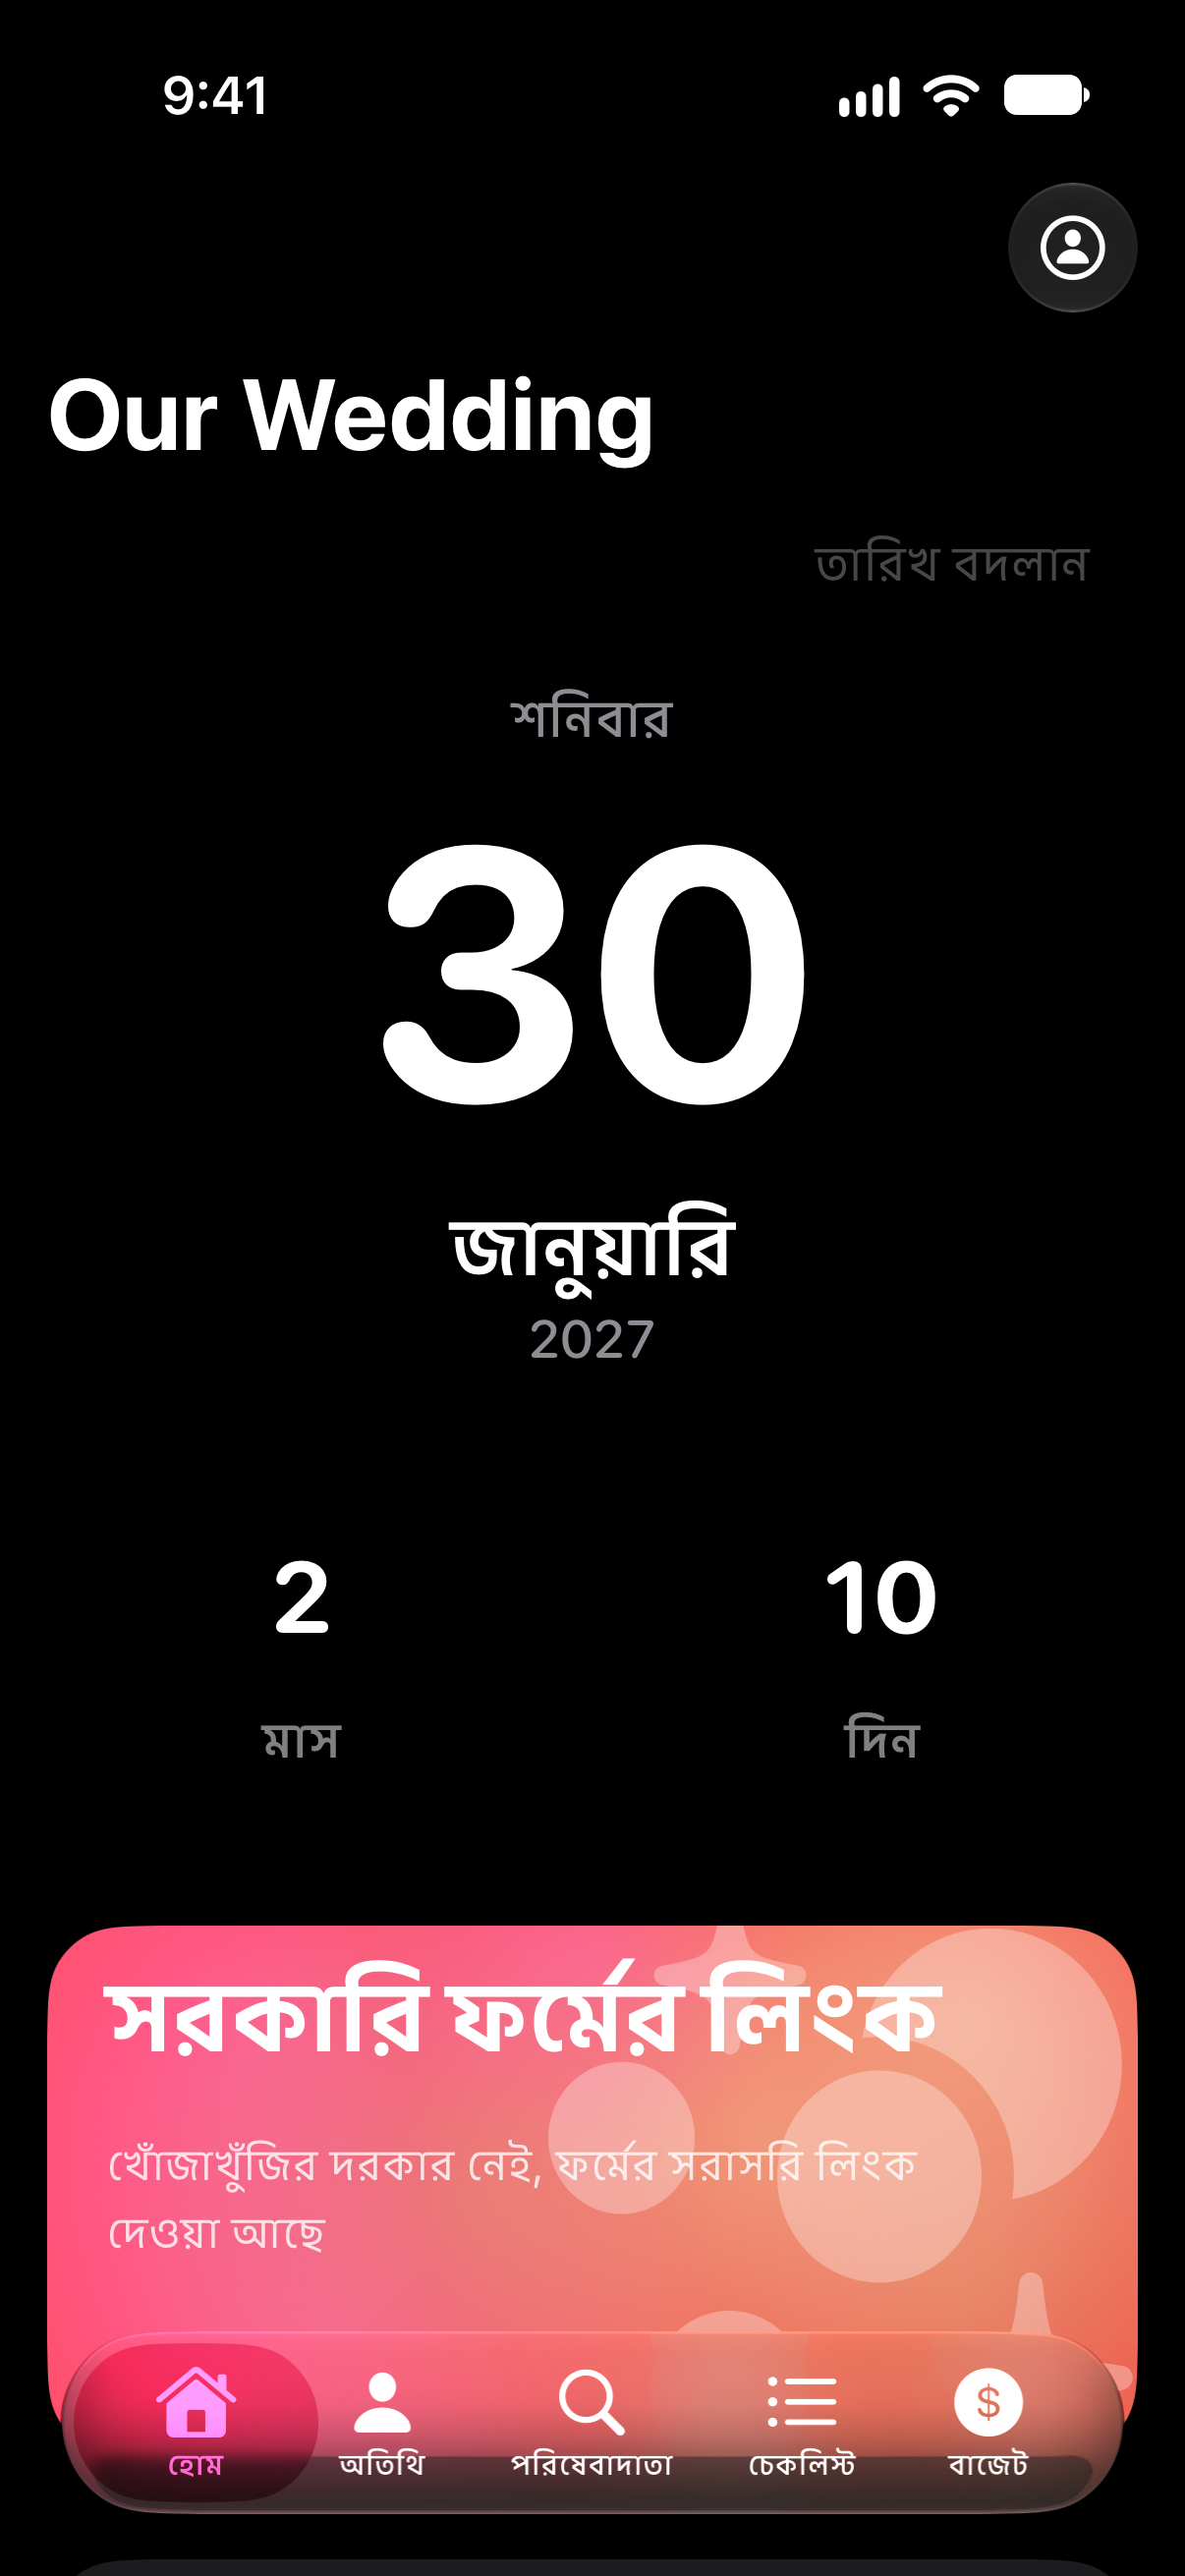 9:41
Our Wedding
তারিখ বদলান
শনিবার
30
জানুয়ারি
2027
2
10
মাস
দিন
সরকারি ফর্মের লিংক
খোঁজাখুঁজির দরকার নেই, ফর্মের সরাসরি লিংক
দেওয়া আছে
হোম
অতিথি
পরিষেবাদাতা
চেকলিস্ট
বাজেট